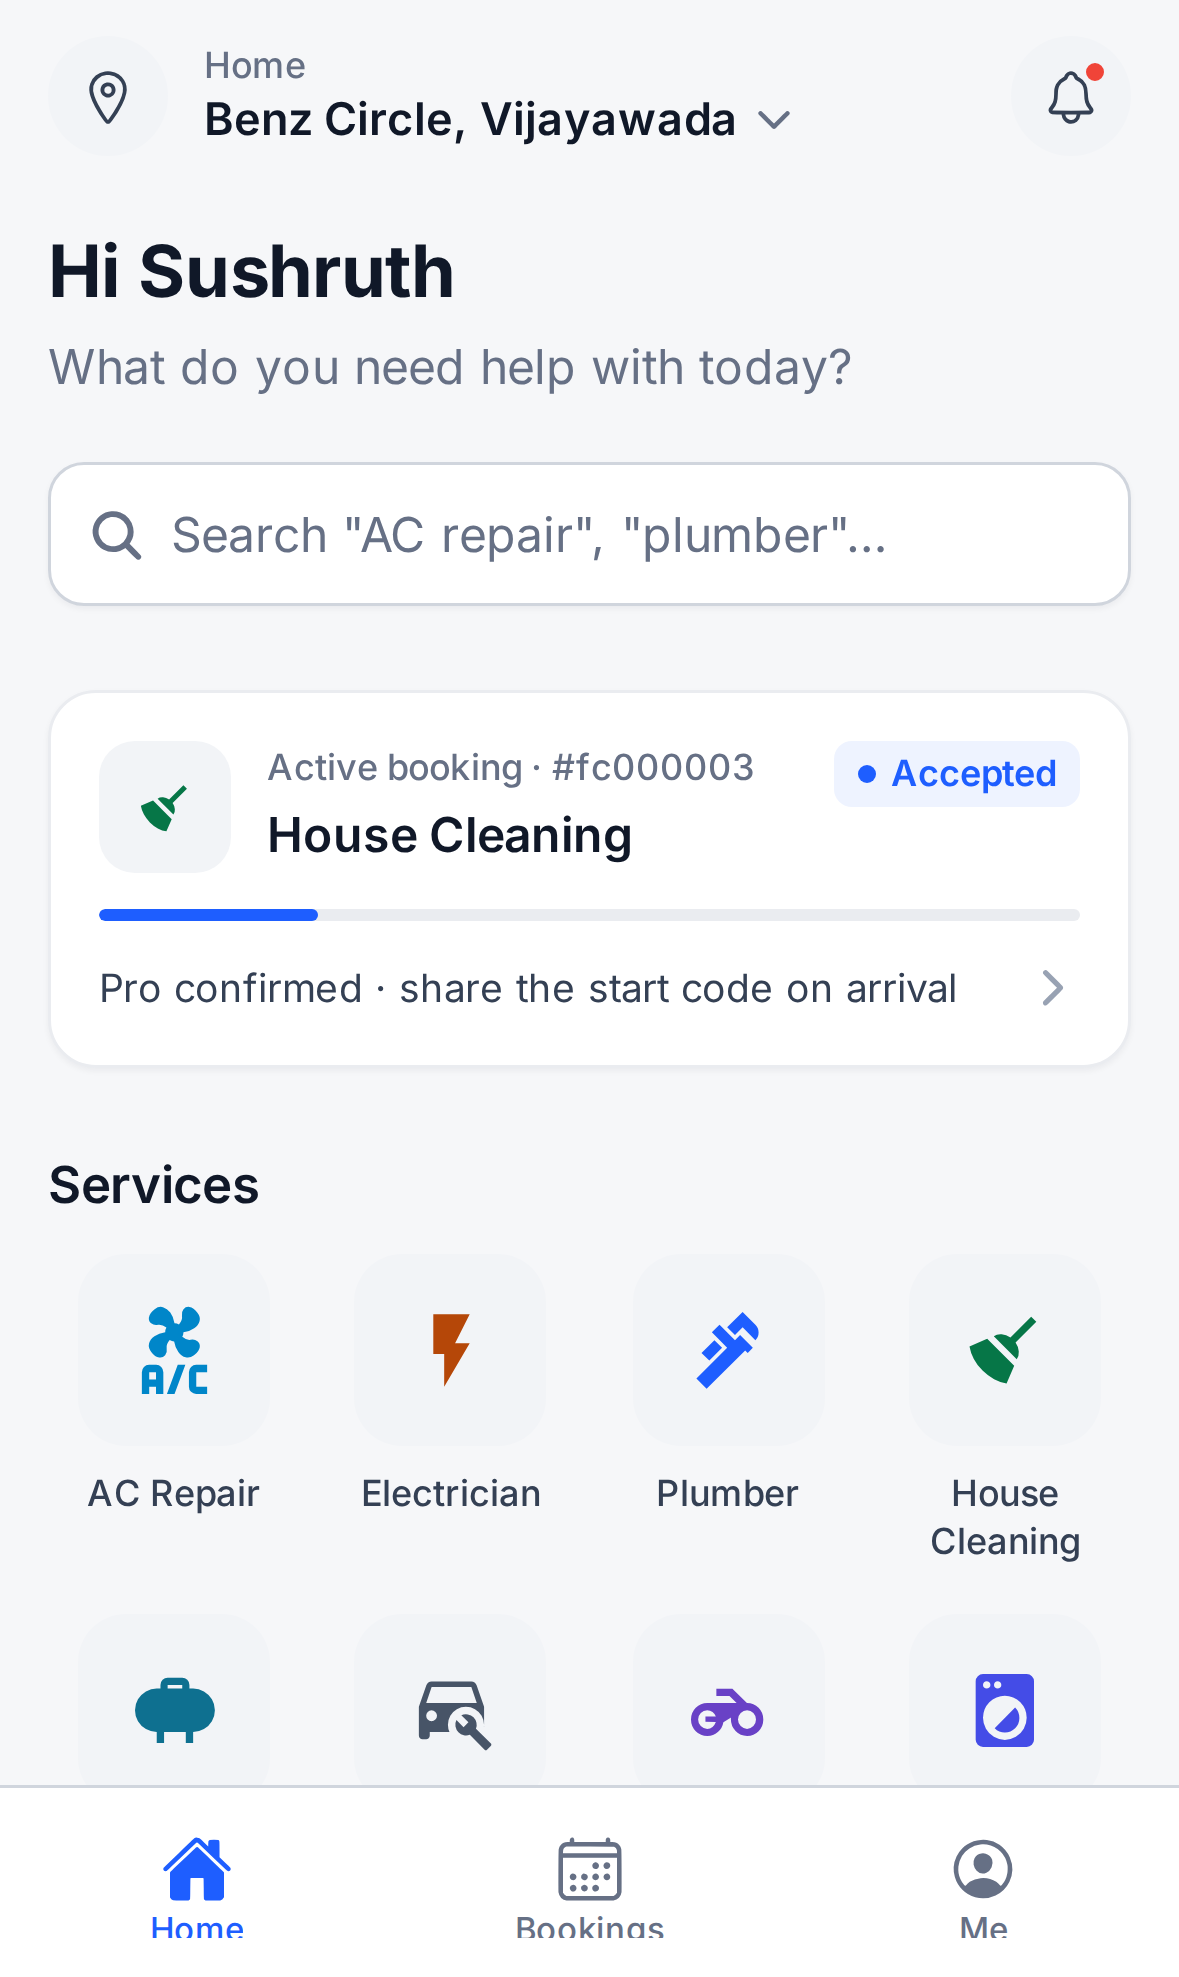 Home
Benz Circle, Vijayawada
Hi Sushruth
What do you need help with today?
Search "AC repair", "plumber"...
Active booking · #fc000003
Accepted
House Cleaning
Pro confirmed · share the start code on arrival
Services
A/C
AC Repair
Electrician
Plumber
House
Cleaning
Home
Bookings
Me